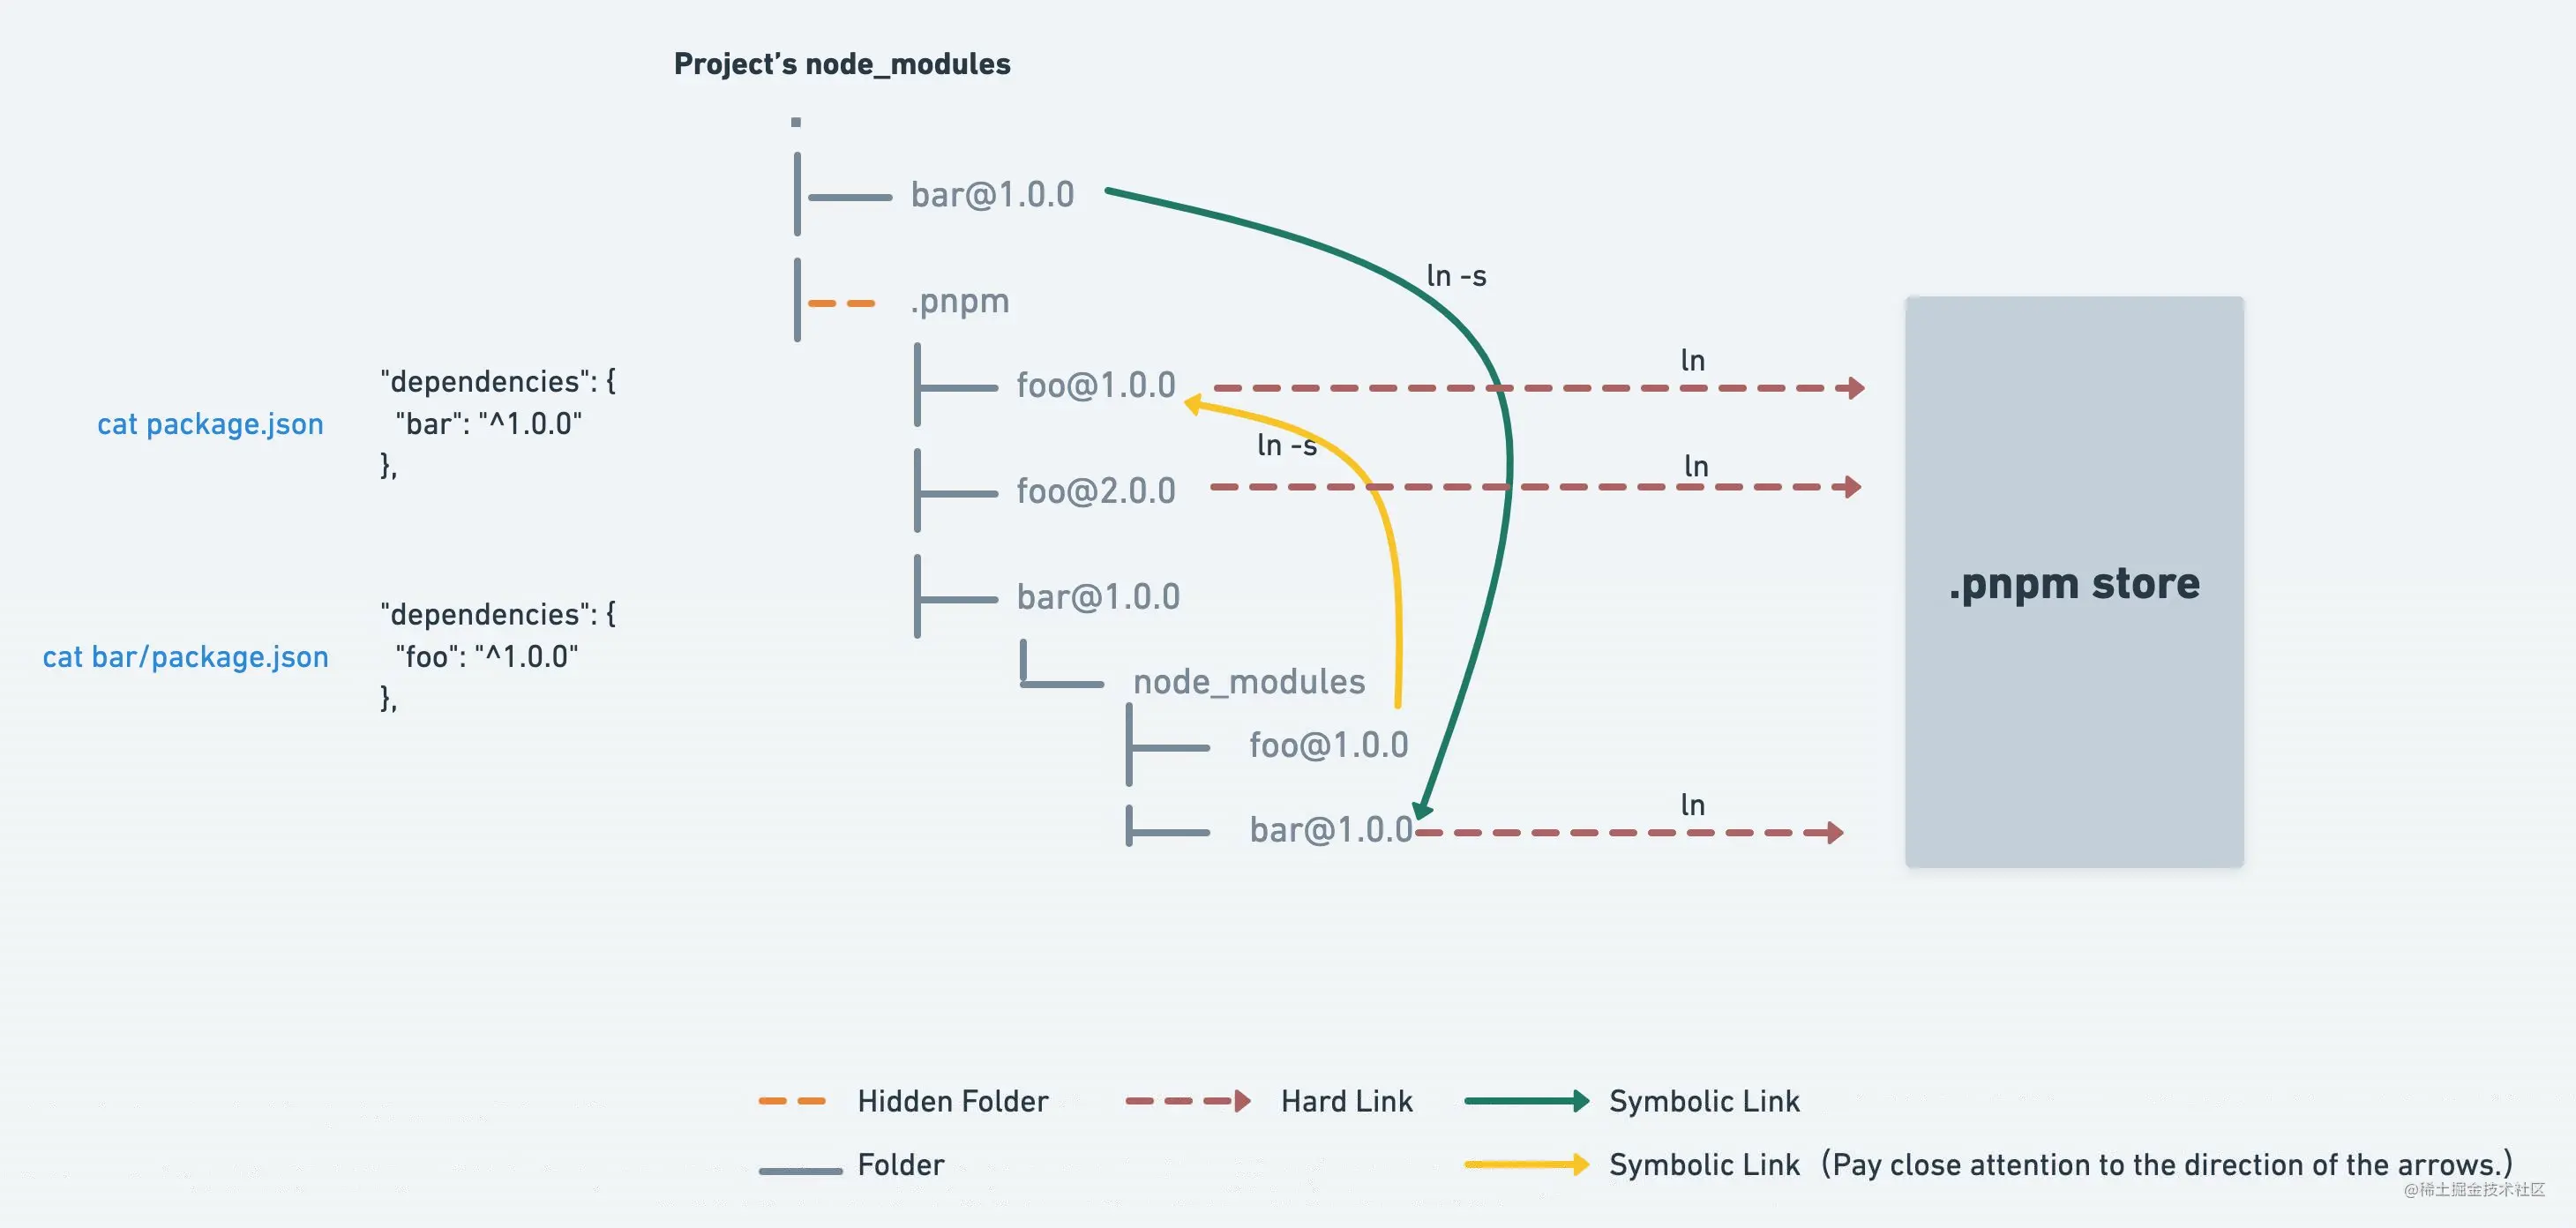 Project’s node_modules
.
bar@1.0.0
ln -s
.pnpm
foo@1.0.0
ln
ln -s
foo@2.0.0
ln
bar@1.0.0
node_modules
foo@1.0.0
bar@1.0.0
ln
cat package.json
"dependencies": {
"bar": "^1.0.0"
},
cat bar/package.json
"dependencies": {
"foo": "^1.0.0"
},
.pnpm store
Hidden Folder
Hard Link
Symbolic Link
Folder
Symbolic Link（Pay close attention to the direction of the arrows.）
@稀土掘金技术社区